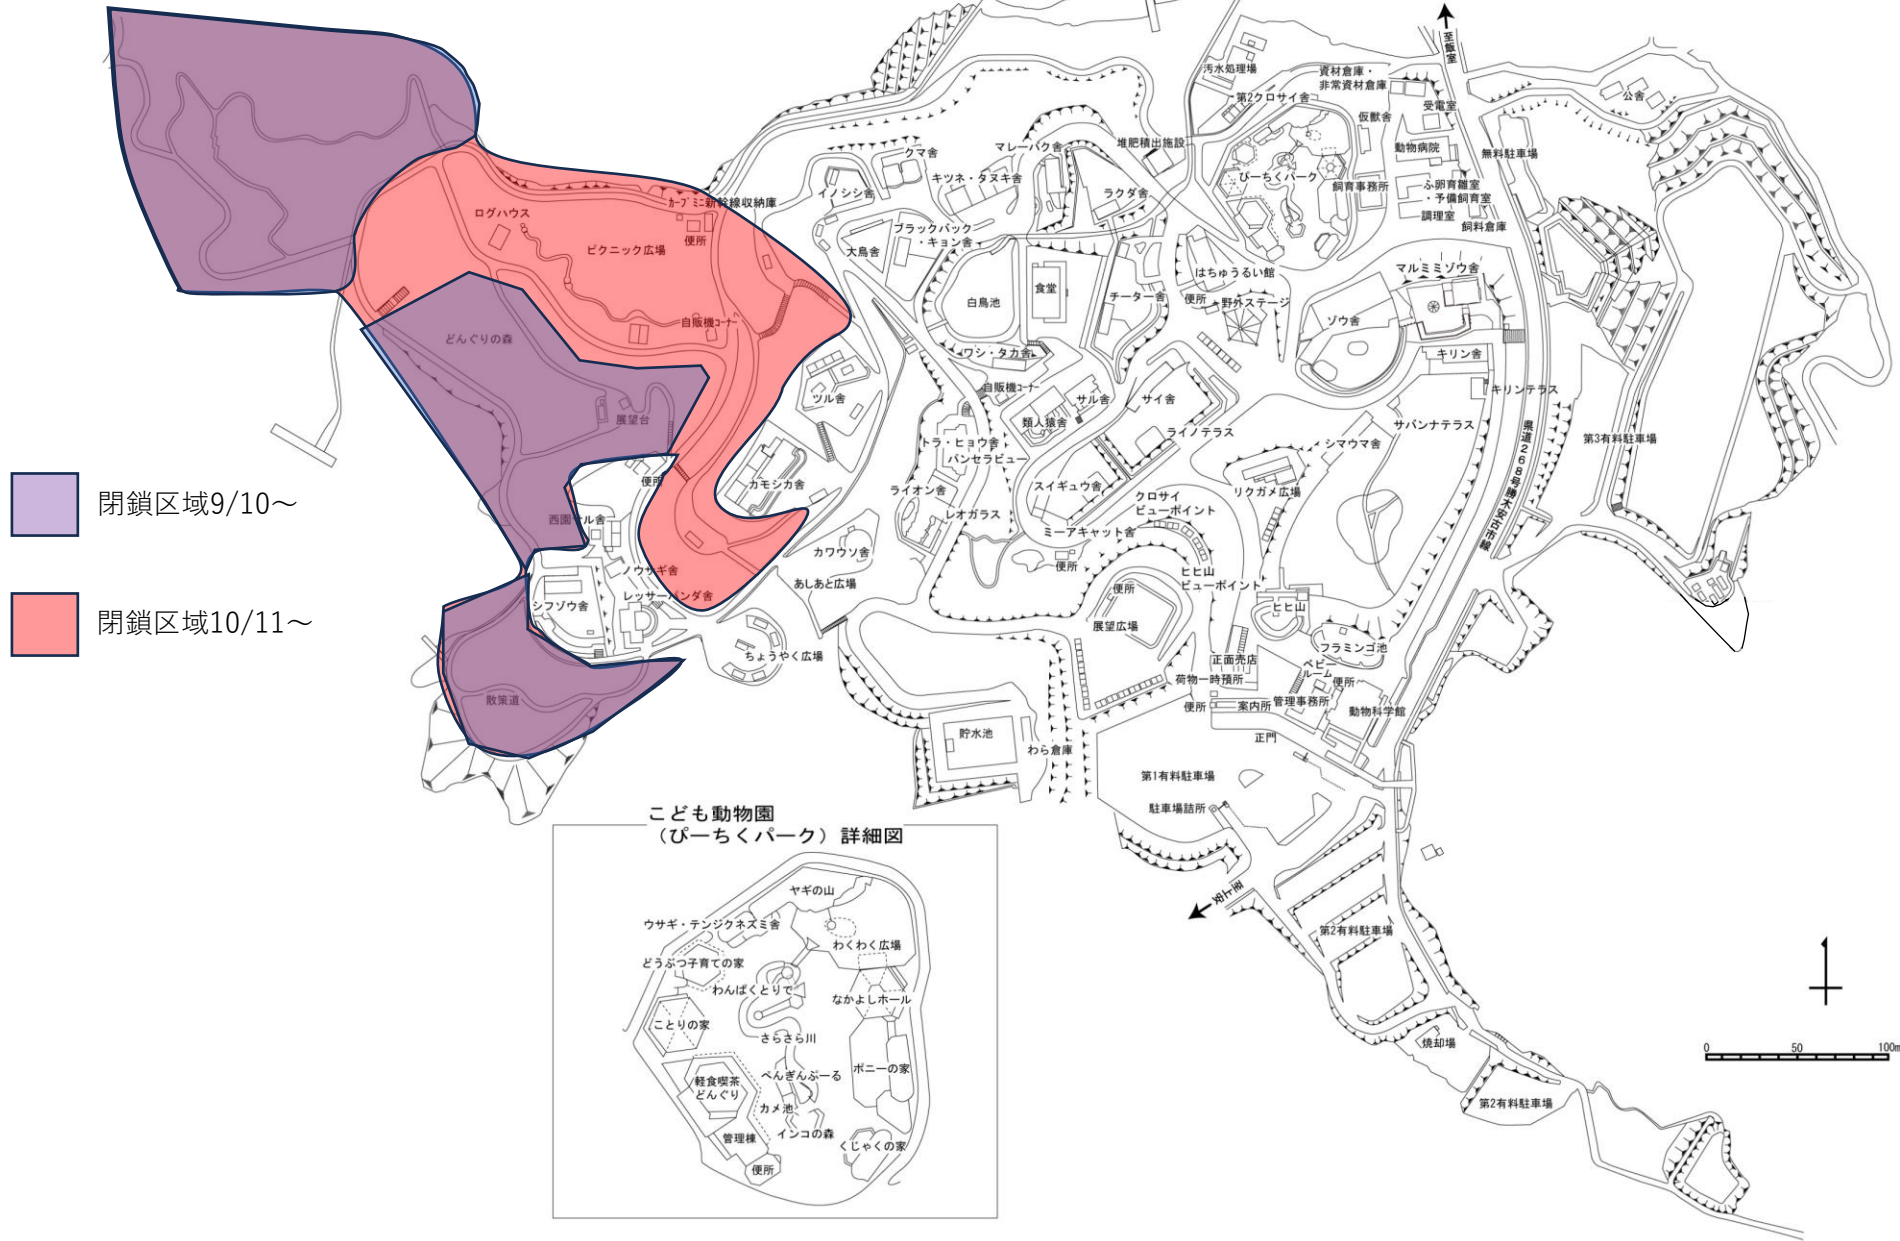 至飯室
汚水処理場
資材倉庫・
非常資材倉庫
公舎
第2クロサイ舎
受電室
仮獣舎
堆肥積出施設
動物病院
無料駐車場
クマ舎
マレーバク舎
キツネ・タヌキ舎
ラクダ舎
ぴーちくパーク
飼育事務所
ふ卵育雛室
・予備飼育室
調理室
飼料倉庫
イノシシ舎
カープミニ新幹線収納庫
ログハウス
便所
ピクニック広場
ブラックバック
・キョン舎
大鳥舎
はちゅうるい館
マルミミゾウ舎
白鳥池
食堂
チーター舎
便所
野外ステージ
ゾウ舎
自販機コーナー
どんぐりの森
ワシ・タカ舎
キリン舎
自販機コーナー
キリンテラス
ツル舎
サル舎
サイ舎
展望台
類人猿舎
サバンナテラス
ライノテラス
県道268号勝木安古市線
第3有料駐車場
トラ・ヒョウ舎
パンセラビュー
シマウマ舎
便所
カモシカ舎
ライオン舎
スイギュウ舎
クロサイ
ビューポイント
リクガメ広場
閉鎖区域9/10～
西園サル舎
レオガラス
ミーアキャット舎
カワウソ舎
便所
ノウサギ舎
あしあと広場
ヒヒ山
ビューポイント
便所
レッサーパンダ舎
シフゾウ舎
ヒヒ山
閉鎖区域10/11～
展望広場
フラミンゴ池
ちょうやく広場
正面売店
ベビー
ルーム
荷物一時預所
便所
散策道
便所
案内所
管理事務所
動物科学館
貯水池
わら倉庫
正門
第1有料駐車場
駐車場詰所
こども動物園
（ぴーちくパーク）詳細図
至上安
ヤギの山
ウサギ・テンジクネズミ舎
わくわく広場
第2有料駐車場
どうぶつ子育ての家
わんぱくとりで
なかよしホール
ことりの家
さらさら川
焼却場
0 50 100m
ぺんぎんぷーる
ポニーの家
軽食喫茶
どんぐり
カメ池
第2有料駐車場
インコの森
管理棟
くじゃくの家
便所